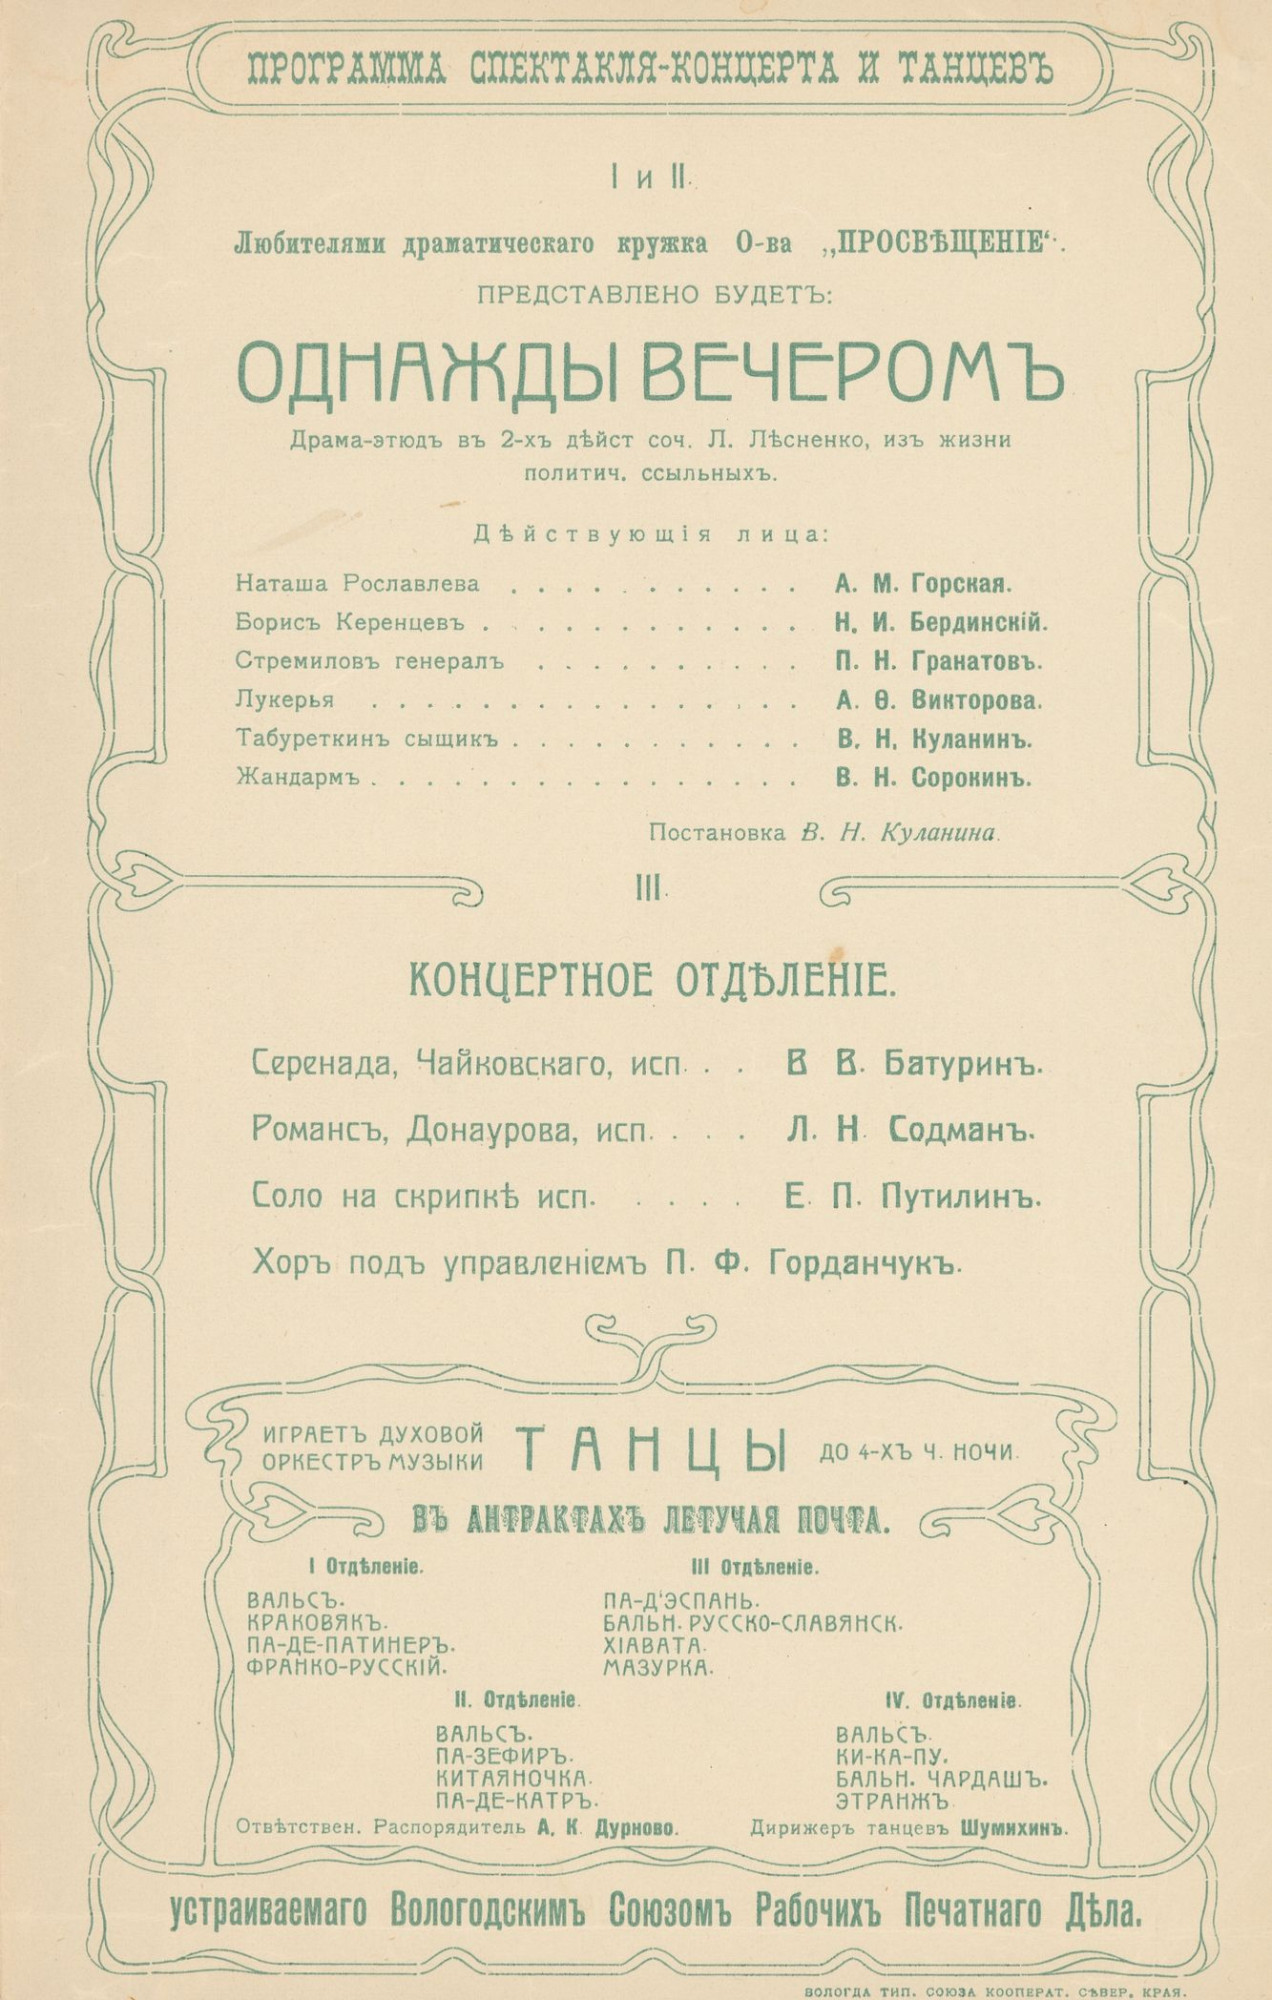 ПРОГРАММА СПЕКТАКЛЯ-КОНЦЕРТА И ТАНЦЕВЪ
I и II.
Любителями драматическаго кружка О-ва „ПРОСВѢЩЕНІЕ“.
ПРЕДСТАВЛЕНО БУДЕТЪ:
ОДНАЖДЫ ВЕЧЕРОМЪ
Драма-этюдъ въ 2-хъ дѣйст соч. Л. Лѣсненко, изъ жизни
политич. ссыльныхъ.
Дѣйствующія лица:
Наташа Рославлева . . . . . . . . . . . А. М. Горская.
Борисъ Керенцевъ . . . . . . . . . . . . Н. И. Бердинскій.
Стремиловъ генералъ . . . . . . . . . . П. Н. Гранатовъ.
Лукерья . . . . . . . . . . . . . . . . А. Ѳ. Викторова.
Табуреткинъ сыщикъ . . . . . . . . . . . В. Н. Куланинъ.
Жандармъ . . . . . . . . . . . . . . . . В. Н. Сорокинъ.
Постановка В. Н. Куланина.
III.
КОНЦЕРТНОЕ ОТДѢЛЕНІЕ.
Серенада, Чайковскаго, исп. . . В В. Батуринъ.
Романсъ, Донаурова, исп. . . . Л. Н. Содманъ.
Соло на скрипкѣ исп. . . . . . Е. П. Путилинъ.
Хоръ подъ управленіемъ П. Ф. Горданчукъ.
ИГРАЕТЪ ДУХОВОЙ
ОРКЕСТРЪ МУЗЫКИ
ТАНЦЫ
ДО 4-ХЪ Ч. НОЧИ.
ВЪ АНТРАКТАХЪ ЛЕТУЧАЯ ПОЧТА.
I Отдѣленіе.
ВАЛЬСЪ.
КРАКОВЯКЪ.
ПА-ДЕ-ПАТИНЕРЪ.
ФРАНКО-РУССКІЙ.
III Отдѣленіе.
ПА-Д'ЭСПАНЬ.
БАЛЬН. РУССКО-СЛАВЯНСК.
ХІАВАТА.
МАЗУРКА.
II. Отдѣленіе.
ВАЛЬСЪ.
ПА-ЗЕФИРЪ.
КИТАЯНОЧКА.
ПА-ДЕ-КАТРЪ.
IV. Отдѣленіе.
ВАЛЬСЪ.
КИ-КА-ПУ.
БАЛЬН. ЧАРДАШЪ.
ЭТРАНЖЪ
Отвѣтствен. Распорядитель А. К. Дурново.
Дирижеръ танцевъ Шумихинъ.
устраиваемаго Вологодскимъ Союзомъ Рабочихъ Печатнаго Дѣла.
ВОЛОГДА ТИП. СОЮЗА КООПЕРАТ. СѢВЕР. КРАЯ.